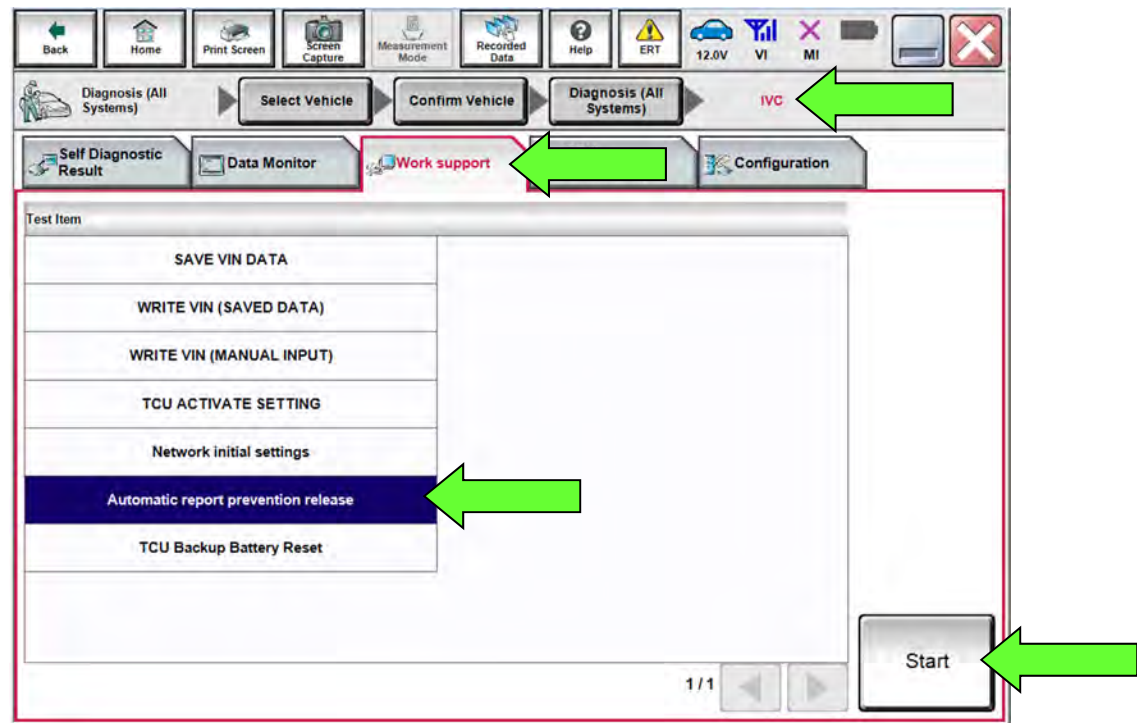 Back
Home
Print Screen
Screen
Capture
Measurement
Mode
Recorded
Data
Help
ERT
12.0V
VI
MI
Diagnosis (All
Systems)
Select Vehicle
Confirm Vehicle
Diagnosis (All
Systems)
IVC
Self Diagnostic
Result
Data Monitor
Work support
Configuration
Test Item
SAVE VIN DATA
WRITE VIN (SAVED DATA)
WRITE VIN (MANUAL INPUT)
TCU ACTIVATE SETTING
Network initial settings
Automatic report prevention release
TCU Backup Battery Reset
Start
1/1